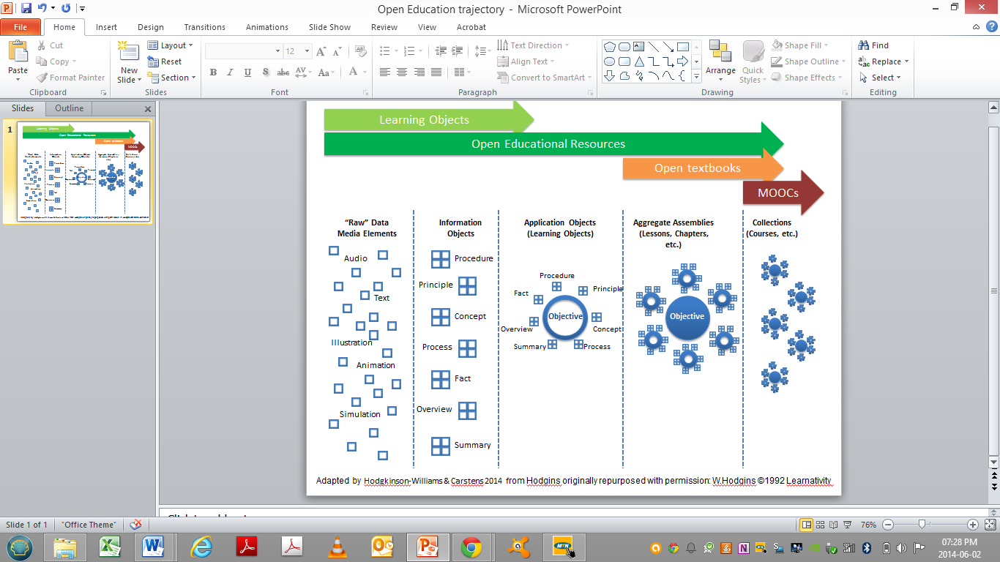 Open Education trajectory - Microsoft PowerPoint
File Home Insert Design Transitions Animations Slide Show Review View Acrobat
Paste
Cut
Copy
Format Painter
Clipboard
New Slide
Layout
Reset
Section
Slides
12
B I U S abc AV Aa A
Font
Text Direction
Align Text
Convert to SmartArt
Paragraph
Arrange
Quick Styles
Shape Fill
Shape Outline
Shape Effects
Drawing
Find
Replace
Select
Editing
Slides Outline
1
Learning Objects
Open Educational Resources
Open textbooks
MOOCs
“Raw” Data
Media Elements
Information
Objects
Application Objects
(Learning Objects)
Aggregate Assemblies
(Lessons, Chapters,
etc.)
Collections
(Courses, etc.)
Audio
Text
Illustration
Animation
Simulation
Procedure
Principle
Concept
Process
Fact
Overview
Summary
Procedure
Fact
Principle
Objective
Overview
Concept
Summary
Process
Objective
Adapted by Hodgkinson-Williams & Carstens 2014 from Hodgins originally repurposed with permission: W.Hodgins ©1992 Learnativity
Slide 1 of 1 "Office Theme" 76%
07:28 PM
2014-06-02